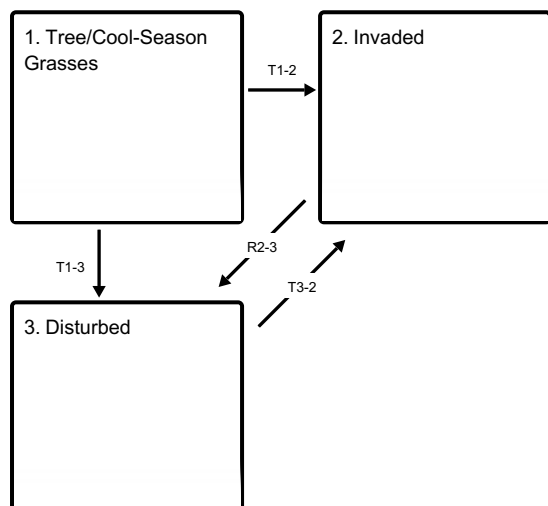 1. Tree/Cool-Season
Grasses
2. Invaded
T1-2
R2-3
T1-3
T3-2
3. Disturbed